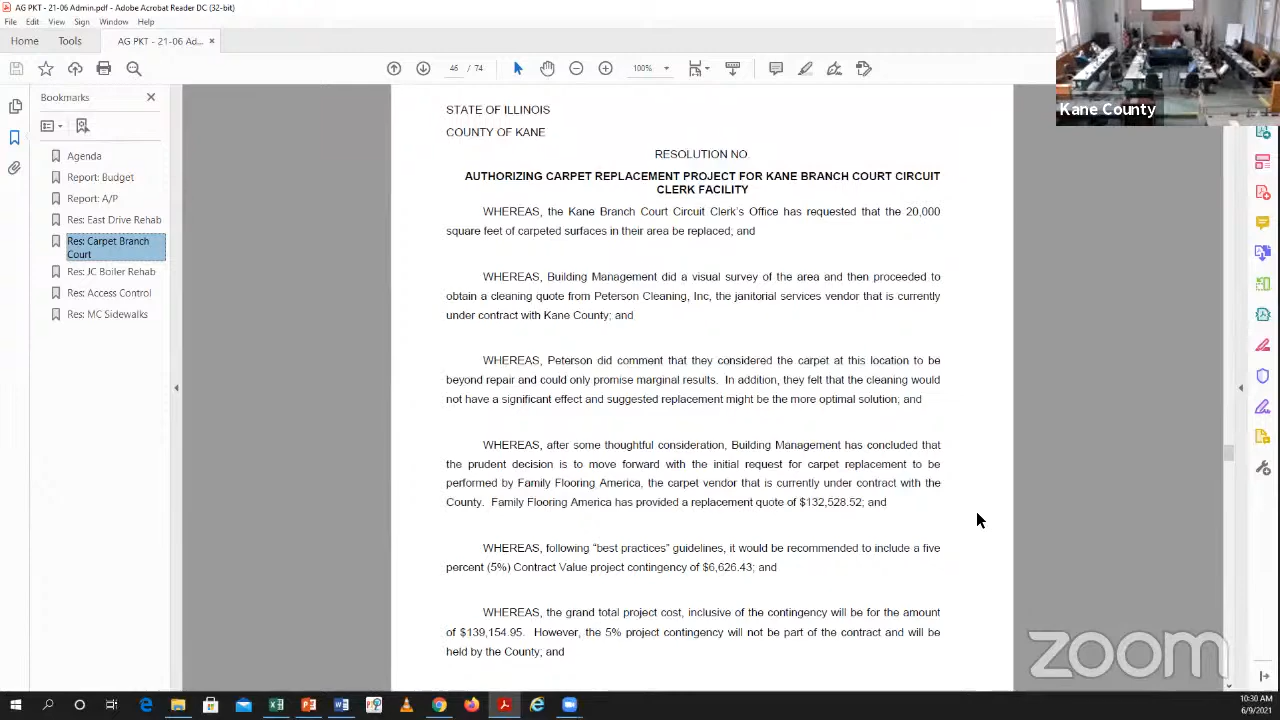 AG PKT - 21-06 Admin.pdf - Adobe Acrobat Reader DC (32-bit)
File Edit View Sign Window Help
Home Tools AG PKT - 21-06 Ad... ×
46 / 74 100%
Kane County
Bookmarks
Agenda
Report: Budget
Report: A/P
Res: East Drive Rehab
Res: Carpet Branch
Court
Res: JC Boiler Rehab
Res: Access Control
Res: MC Sidewalks
STATE OF ILLINOIS
COUNTY OF KANE
RESOLUTION NO
AUTHORIZING CARPET REPLACEMENT PROJECT FOR KANE BRANCH COURT CIRCUIT
CLERK FACILITY
WHEREAS, the Kane Branch Court Circuit Clerk's Office has requested that the 20,000
square feet of carpeted surfaces in their area be replaced; and
WHEREAS, Building Management did a visual survey of the area and then proceeded to
obtain a cleaning quote from Peterson Cleaning, Inc, the janitorial services vendor that is currently
under contract with Kane County; and
WHEREAS, Peterson did comment that they considered the carpet at this location to be
beyond repair and could only promise marginal results. In addition, they felt that the cleaning would
not have a significant effect and suggested replacement might be the more optimal solution; and
WHEREAS, after some thoughtful consideration, Building Management has concluded that
the prudent decision is to move forward with the initial request for carpet replacement to be
performed by Family Flooring America, the carpet vendor that is currently under contract with the
County. Family Flooring America has provided a replacement quote of $132,528.52; and
WHEREAS, following “best practices” guidelines, it would be recommended to include a five
percent (5%) Contract Value project contingency of $6,626.43; and
WHEREAS, the grand total project cost, inclusive of the contingency will be for the amount
of $139,154.95. However, the 5% project contingency will not be part of the contract and will be
held by the County; and
zoom
10:30 AM
6/9/2021